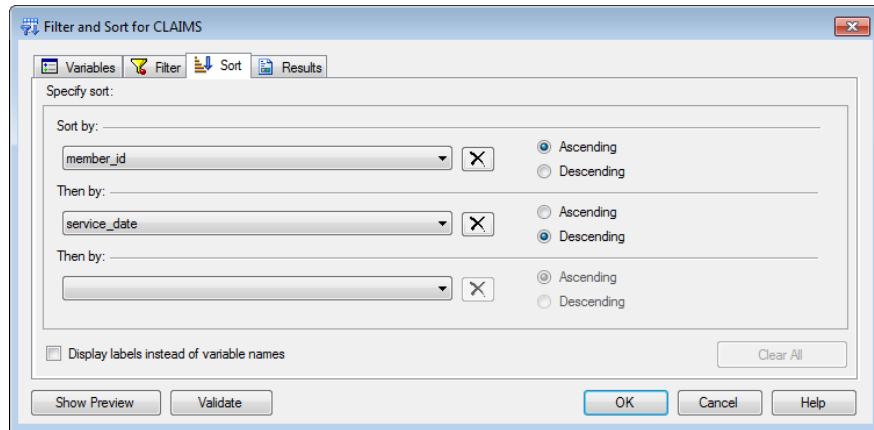 Filter and Sort for CLAIMS
Variables Filter Sort Results
Specify sort:
Sort by:
member_id
Ascending
Descending
Then by:
service_date
Ascending
Descending
Then by:
Ascending
Descending
Display labels instead of variable names
Clear All
Show Preview Validate OK Cancel Help